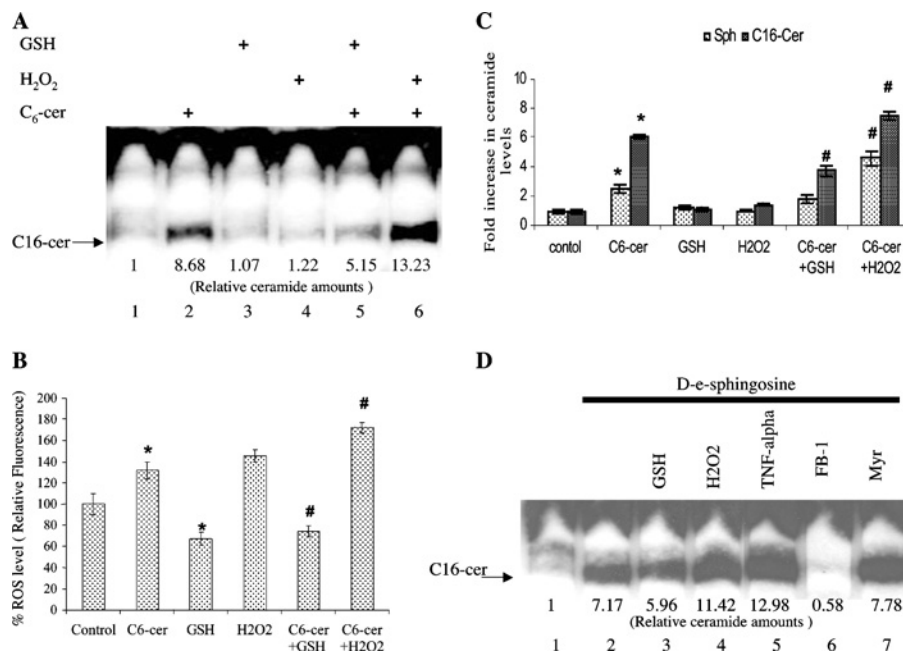 A
GSH + +
H2O2 + +
C6-cer + + +
C16-cer
1 8.68 1.07 1.22 5.15 13.23
(Relative ceramide amounts )
1 2 3 4 5 6
C
Sph C16-Cer
Fold increase in ceramide levels
10
8
6
4
2
0
* * # # #
contol C6-cer GSH H2O2 C6-cer +GSH C6-cer +H2O2
B
% ROS level ( Relative Fluorescence)
200
180
160
140
120
100
80
60
40
20
0
* * # #
Control C6-cer GSH H2O2 C6-cer +GSH C6-cer +H2O2
D
D-e-sphingosine
GSH H2O2 TNF-alpha FB-1 Myr
C16-cer
1 7.17 5.96 11.42 12.98 0.58 7.78
(Relative ceramide amounts )
1 2 3 4 5 6 7